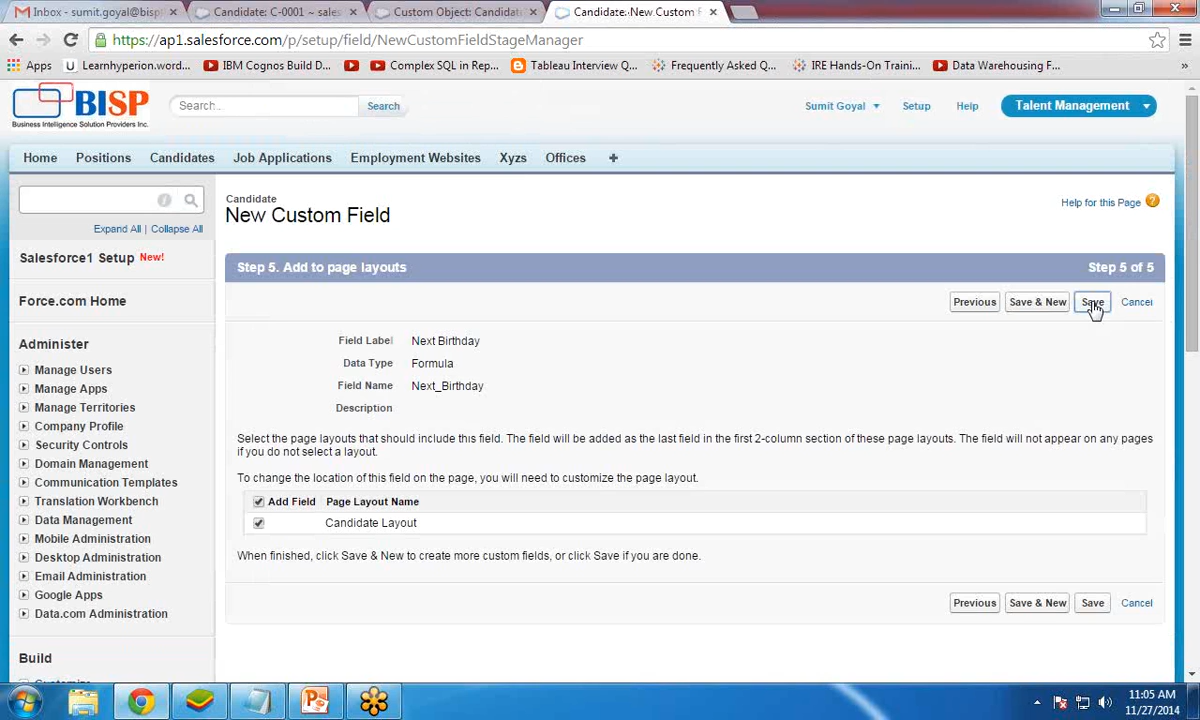 Inbox - sumit.goyal@bisp
Candidate: C-0001 ~ sales
Custom Object: Candidat
Candidate: New Custom F
https://ap1.salesforce.com/p/setup/field/NewCustomFieldStageManager
Apps
Learnhyperion.word...
IBM Cognos Build D...
Complex SQL in Rep...
Tableau Interview Q...
Frequently Asked Q...
IRE Hands-On Traini...
Data Warehousing F...
»
BISP
Business Intelligence Solution Providers Inc.
Search...
Search
Sumit Goyal
Setup
Help
Talent Management
Home
Positions
Candidates
Job Applications
Employment Websites
Xyzs
Offices
+
Expand All | Collapse All
Salesforce1 Setup New!
Force.com Home
Administer
Manage Users
Manage Apps
Manage Territories
Company Profile
Security Controls
Domain Management
Communication Templates
Translation Workbench
Data Management
Mobile Administration
Desktop Administration
Email Administration
Google Apps
Data.com Administration
Build
Candidate
New Custom Field
Help for this Page
Step 5. Add to page layouts
Step 5 of 5
Previous
Save & New
Save
Cancel
Field Label Next Birthday
Data Type Formula
Field Name Next_Birthday
Description
Select the page layouts that should include this field. The field will be added as the last field in the first 2-column section of these page layouts. The field will not appear on any pages
if you do not select a layout.
To change the location of this field on the page, you will need to customize the page layout.
Add Field Page Layout Name
Candidate Layout
When finished, click Save & New to create more custom fields, or click Save if you are done.
Previous
Save & New
Save
Cancel
11:05 AM
11/27/2014